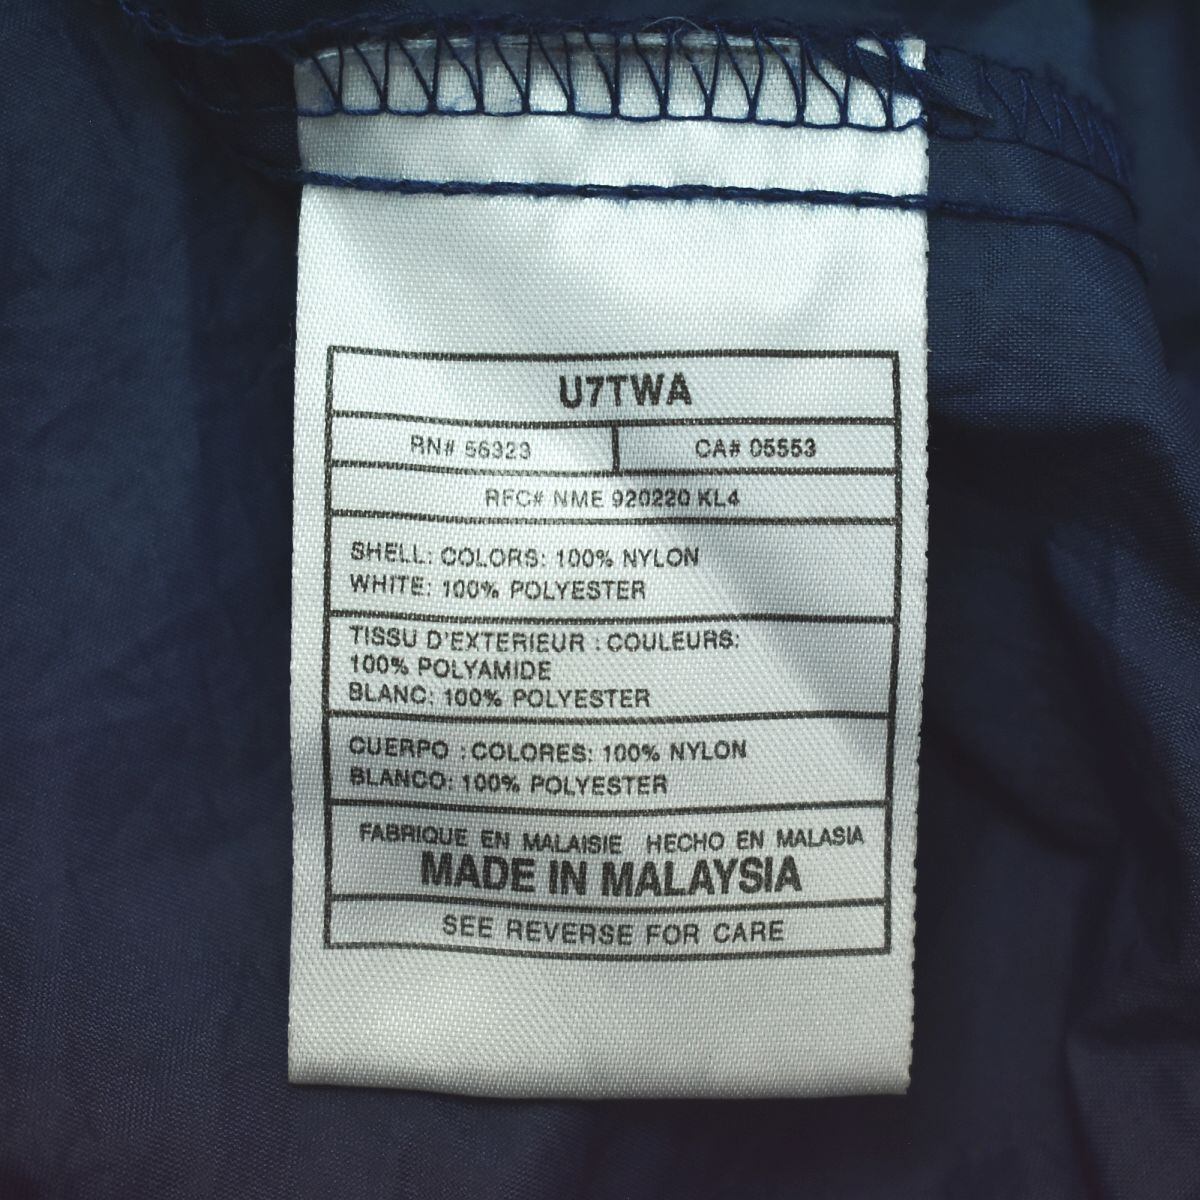 U7TWA
RN# 56323 CA# 05553
RFC# NME 920220 KL4
SHELL: COLORS: 100% NYLON
WHITE: 100% POLYESTER
TISSU D'EXTERIEUR : COULEURS:
100% POLYAMIDE
BLANC: 100% POLYESTER
CUERPO : COLORES: 100% NYLON
BLANCO: 100% POLYESTER
FABRIQUE EN MALAISIE HECHO EN MALASIA
MADE IN MALAYSIA
SEE REVERSE FOR CARE